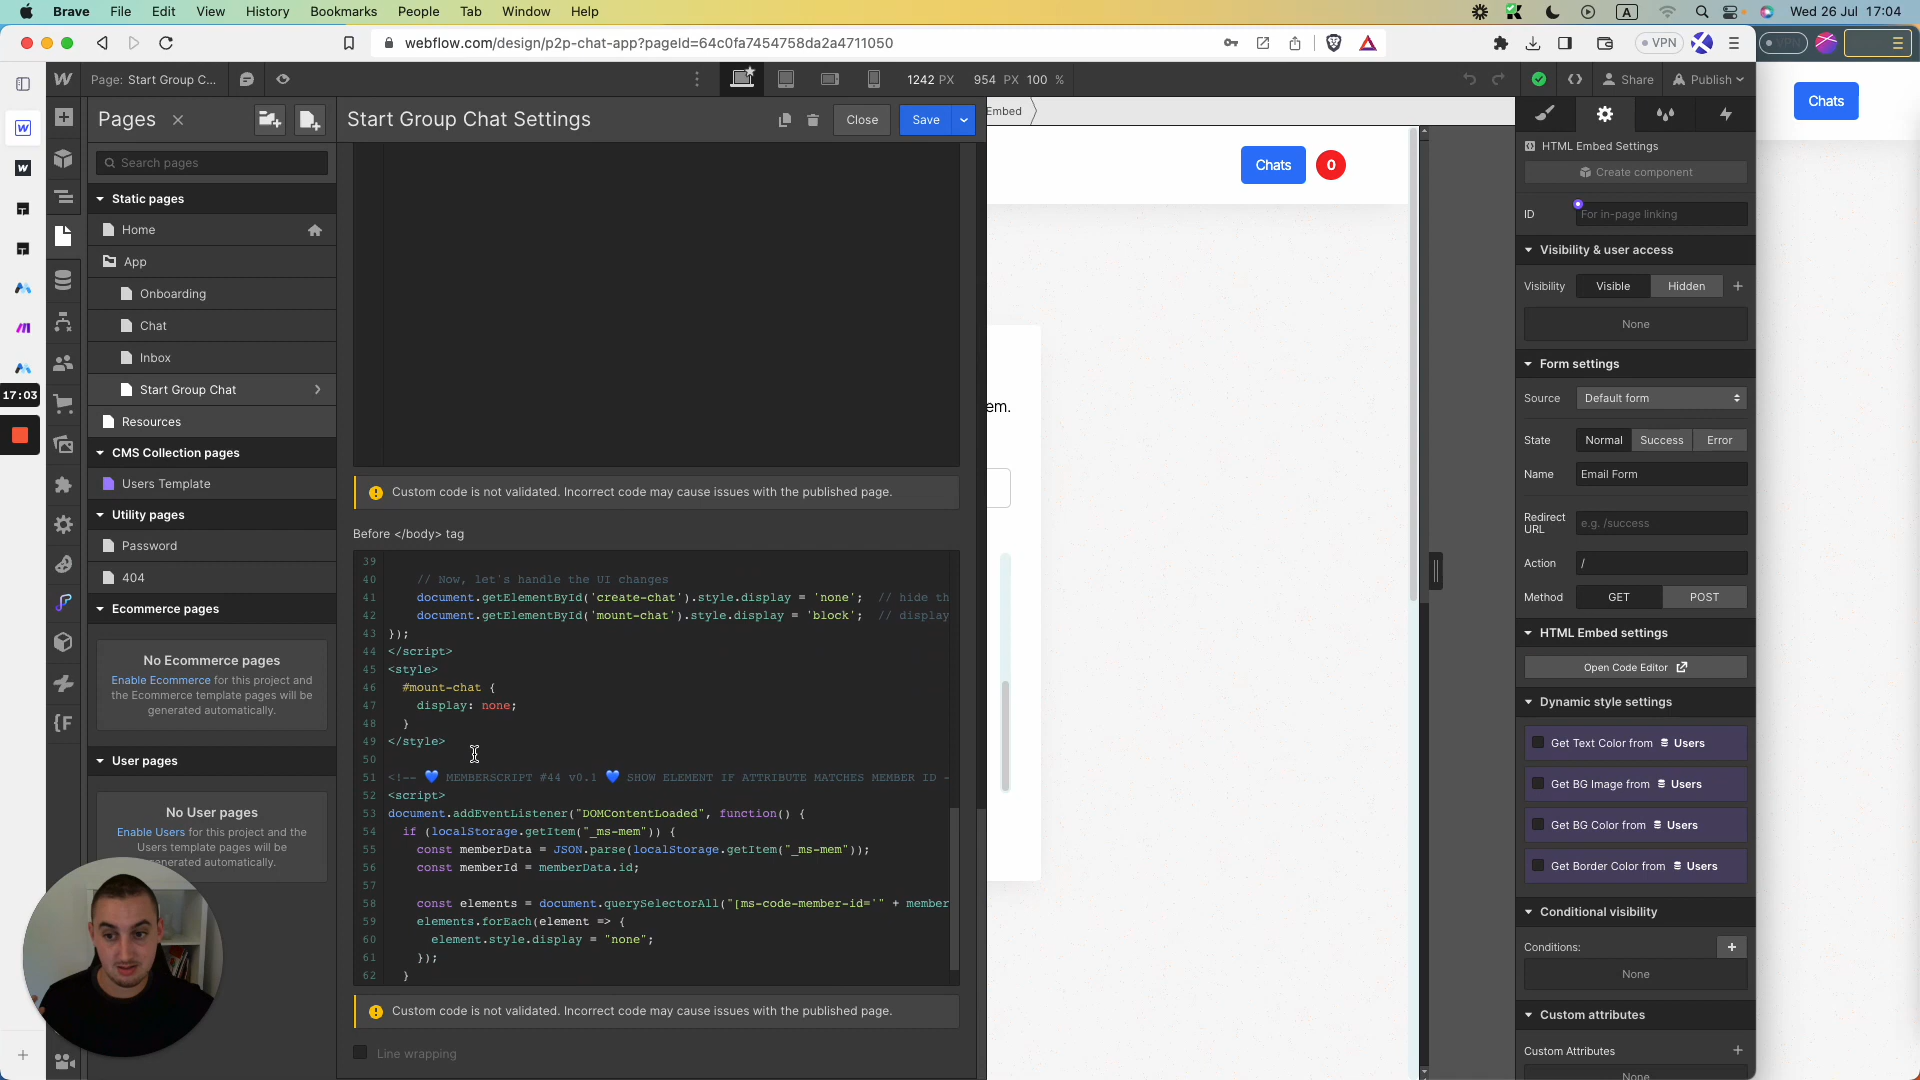 Brave File Edit View History Bookmarks People Tab Window Help
A
Wed 26 Jul 17:04
webflow.com/design/p2p-chat-app?pageId=64c0fa7454758da2a4711050
VPN
VPN
Page: Start Group C...
1242 PX 954 PX 100 %
Share
Publish
Chats
Pages
Start Group Chat Settings
Close
Save
Embed
Search pages
Static pages
Home
App
Onboarding
Chat
Inbox
Start Group Chat
Resources
CMS Collection pages
Users Template
Utility pages
Password
404
Ecommerce pages
No Ecommerce pages
Enable Ecommerce for this project and
the Ecommerce template pages will be
generated automatically.
User pages
No User pages
Enable Users for this project and the
Users template pages will be
generated automatically.
17:03
Custom code is not validated. Incorrect code may cause issues with the published page.
Before </body> tag
39
40 // Now, let's handle the UI changes
41 document.getElementById('create-chat').style.display = 'none'; // hide th
42 document.getElementById('mount-chat').style.display = 'block'; // display
43 });
44 </script>
45 <style>
46 #mount-chat {
47 display: none;
48 }
49 </style>
50
51 <!-- 💙 MEMBERSCRIPT #44 v0.1 💙 SHOW ELEMENT IF ATTRIBUTE MATCHES MEMBER ID -
52 <script>
53 document.addEventListener("DOMContentLoaded", function() {
54 if (localStorage.getItem("_ms-mem")) {
55 const memberData = JSON.parse(localStorage.getItem("_ms-mem"));
56 const memberId = memberData.id;
57
58 const elements = document.querySelectorAll("[ms-code-member-id='" + member
59 elements.forEach(element => {
60 element.style.display = "none";
61 });
62 }
Custom code is not validated. Incorrect code may cause issues with the published page.
Line wrapping
Chats
0
em.
HTML Embed Settings
Create component
ID
For in-page linking
Visibility & user access
Visibility
Visible
Hidden
None
Form settings
Source
Default form
State
Normal
Success
Error
Name
Email Form
Redirect
URL
e.g. /success
Action
/
Method
GET
POST
HTML Embed settings
Open Code Editor
Dynamic style settings
Get Text Color from Users
Get BG Image from Users
Get BG Color from Users
Get Border Color from Users
Conditional visibility
Conditions:
None
Custom attributes
Custom Attributes
None